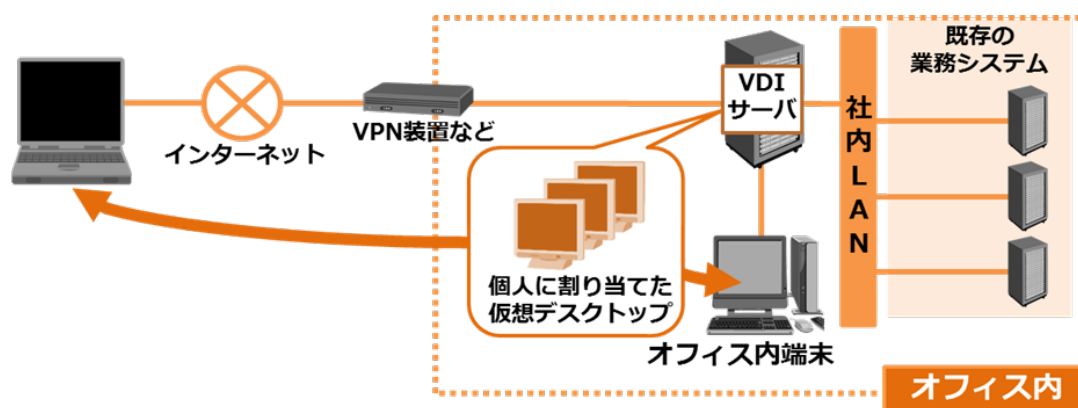 既存の
業務システム
VDI
サーバ
VPN装置など
インターネット
社内LAN
個人に割り当てた
仮想デスクトップ
オフィス内端末
オフィス内